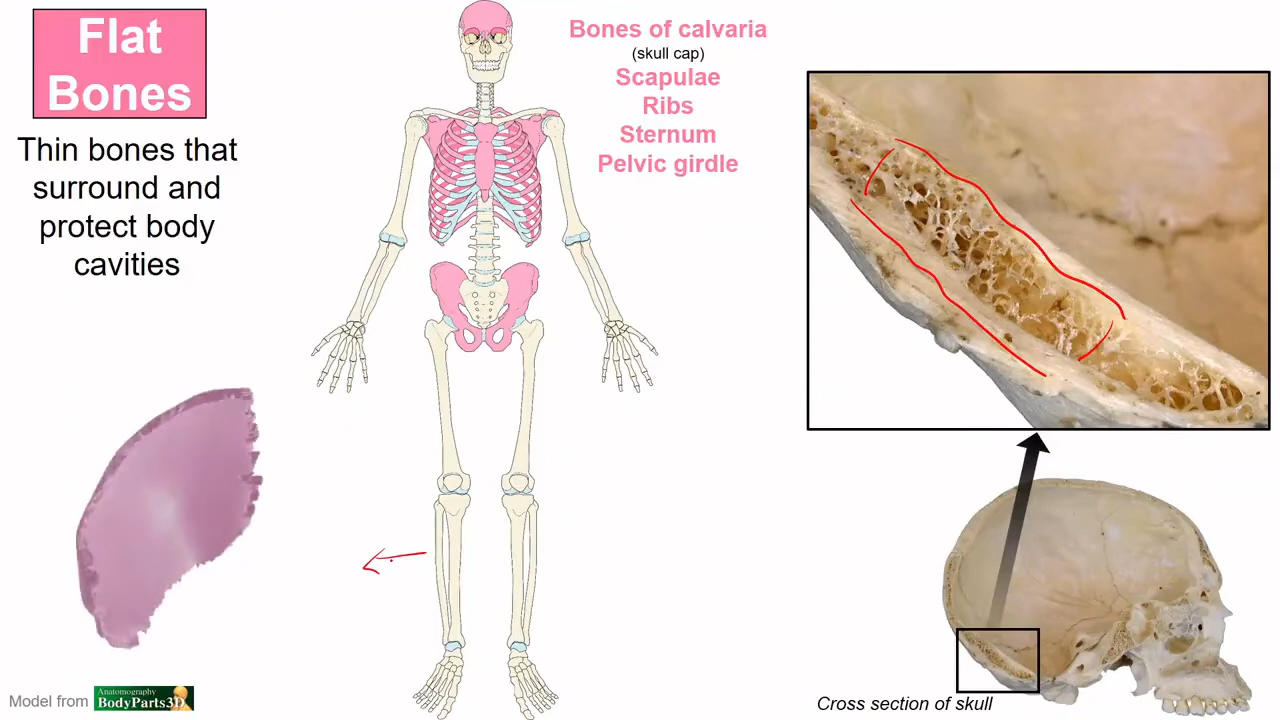 Flat
Bones
Thin bones that
surround and
protect body
cavities
Bones of calvaria
(skull cap)
Scapulae
Ribs
Sternum
Pelvic girdle
Cross section of skull
Model from
Anatomography
BodyParts3D